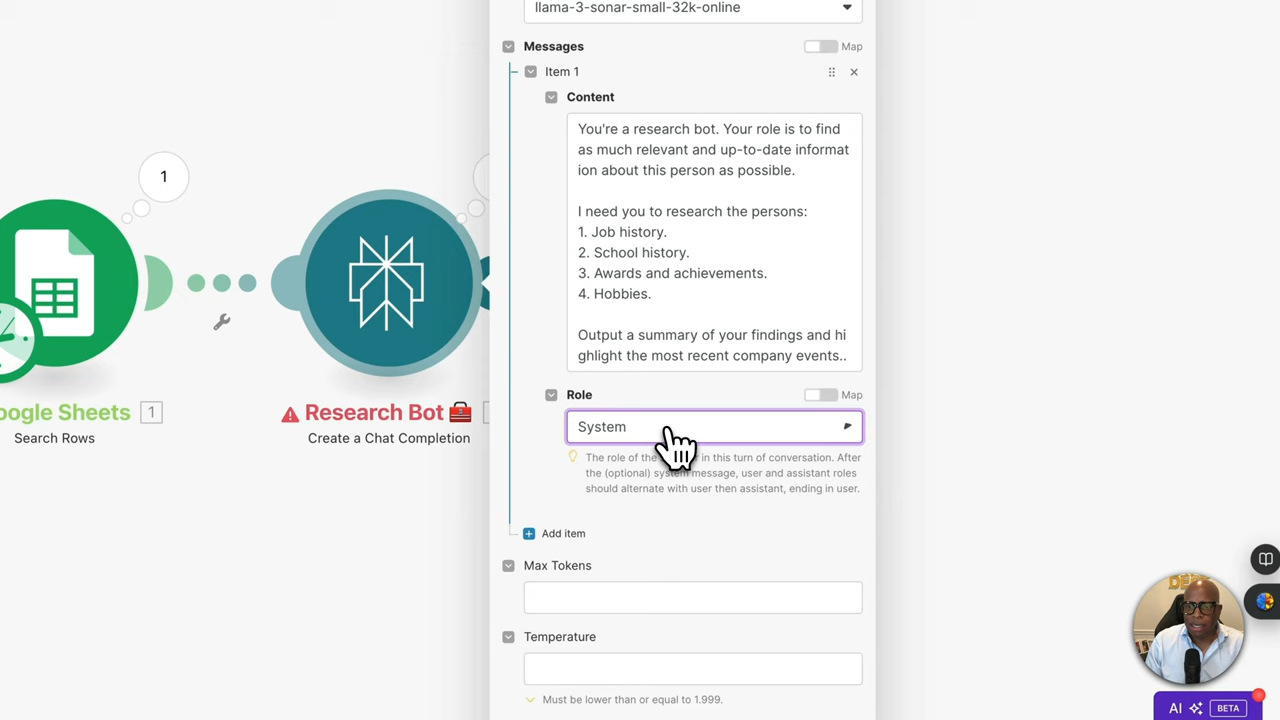 llama-3-sonar-small-32k-online
Messages
Map
Item 1
Content
You're a research bot. Your role is to find
as much relevant and up-to-date informat
ion about this person as possible.
I need you to research the persons:
1. Job history.
2. School history.
3. Awards and achievements.
4. Hobbies.
Output a summary of your findings and hi
ghlight the most recent company events..
Role
Map
System
The role of the in this turn of conversation. After
the (optional) system message, user and assistant roles
should alternate with user then assistant, ending in user.
Add item
Max Tokens
Temperature
Must be lower than or equal to 1.999.
1
oogle Sheets 1
Search Rows
Research Bot
Create a Chat Completion
AI BETA